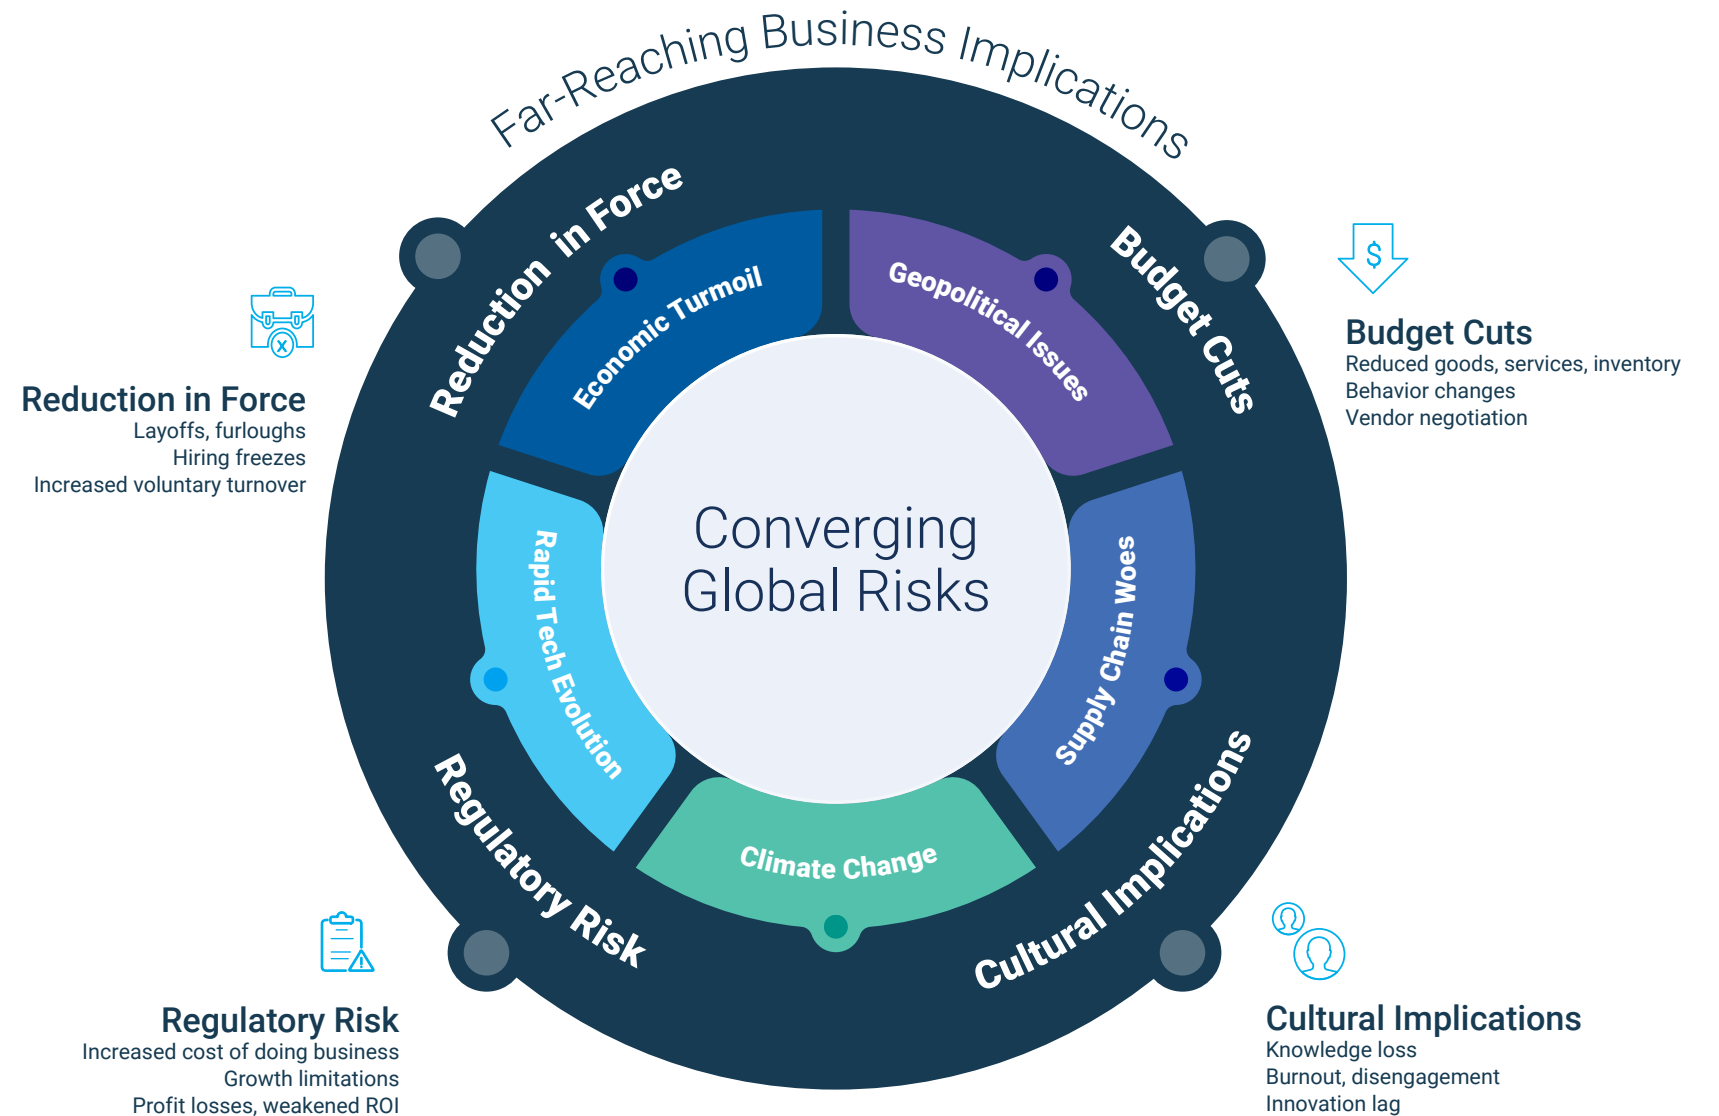 Far-Reaching Business Implications
Reduction in Force
Budget Cuts
Economic Turmoil
Geopolitical Issues
$
Budget Cuts
Reduced goods, services, inventory
Behavior changes
Vendor negotiation
X
Reduction in Force
Layoffs, furloughs
Hiring freezes
Increased voluntary turnover
Converging
Global Risks
Rapid Tech Evolution
Supply Chain Woes
Climate Change
Regulatory Risk
Cultural Implications
!
Regulatory Risk
Increased cost of doing business
Growth limitations
Profit losses, weakened ROI
Cultural Implications
Knowledge loss
Burnout, disengagement
Innovation lag